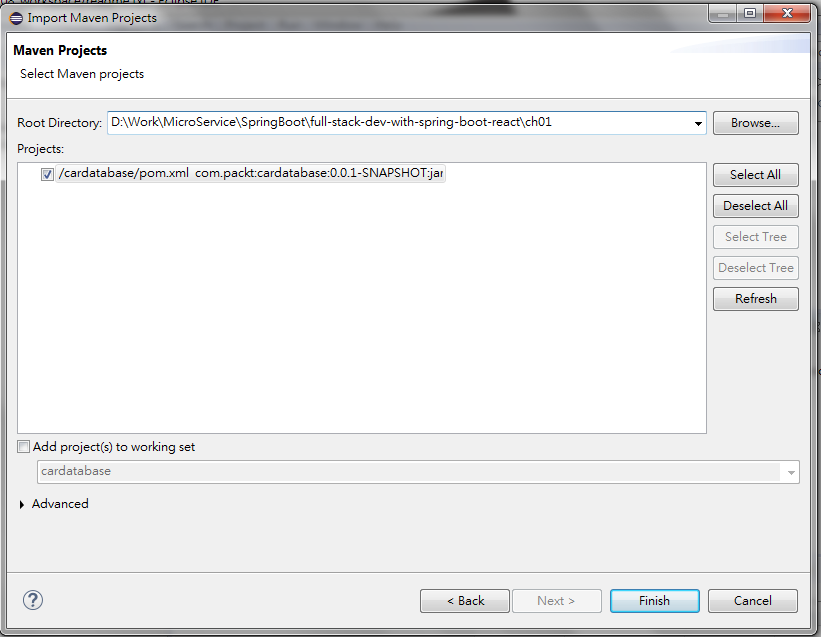 Import Maven Projects
Maven Projects
Select Maven projects
Root Directory: D:\Work\MicroService\SpringBoot\full-stack-dev-with-spring-boot-react\ch01 Browse...
Projects:
/cardatabase/pom.xml com.packt:cardatabase:0.0.1-SNAPSHOT:jar
Select All
Deselect All
Select Tree
Deselect Tree
Refresh
Add project(s) to working set
cardatabase
Advanced
? < Back Next > Finish Cancel